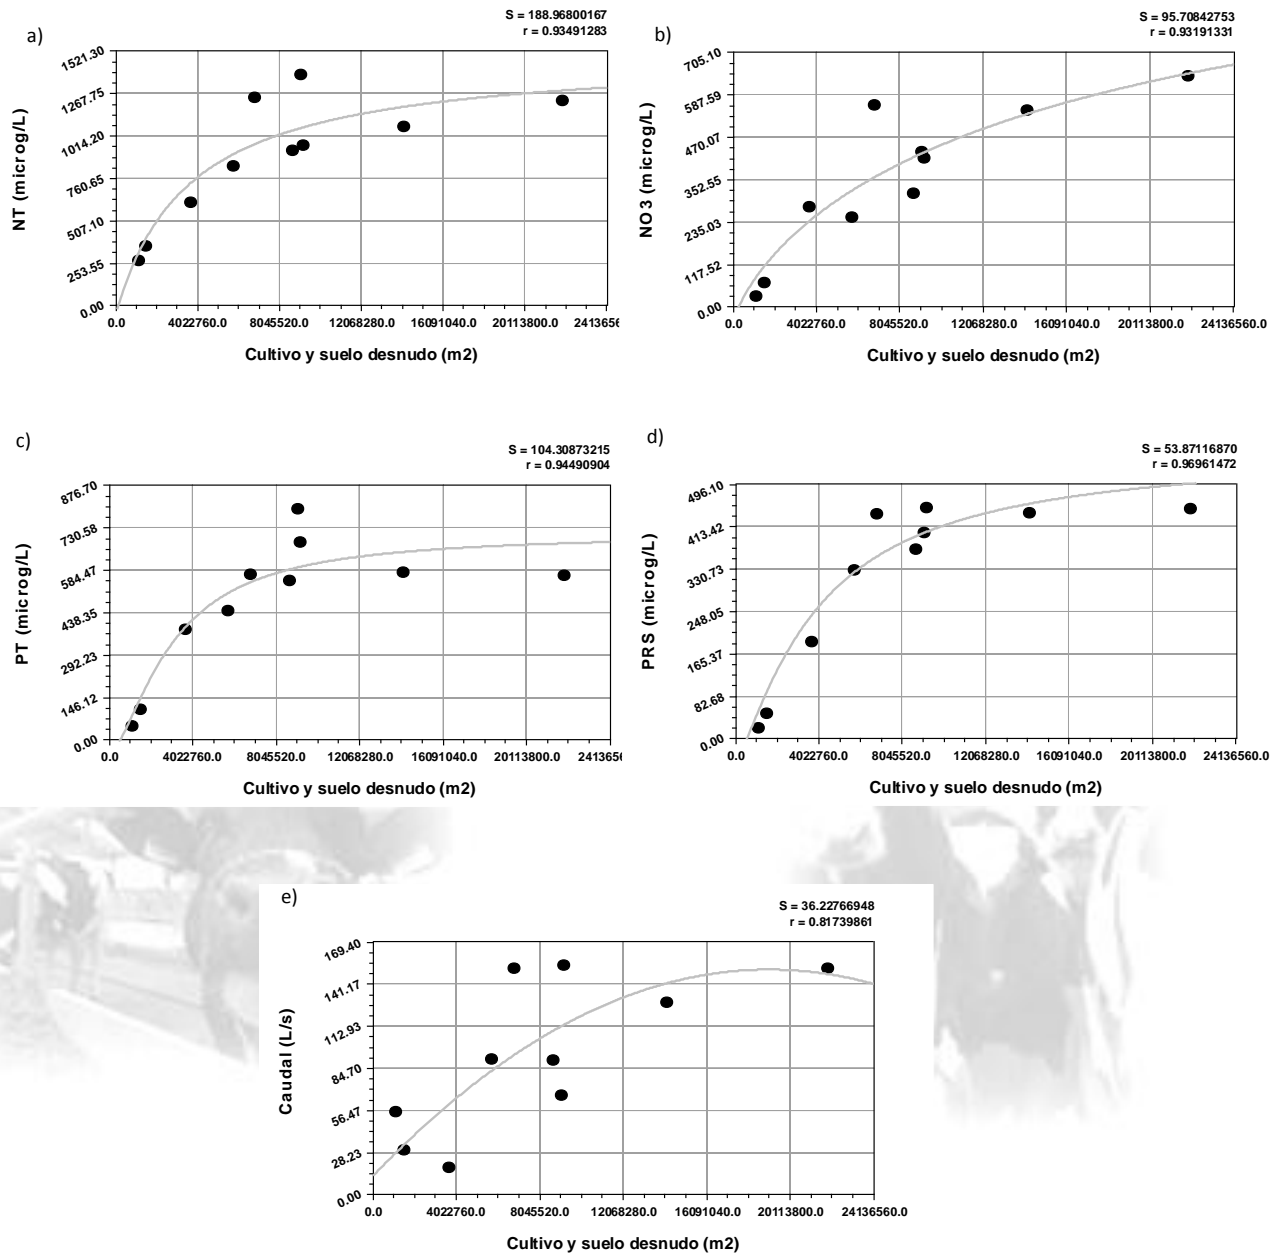 a)
S = 188.96800167
r = 0.93491283
NT (microg/L)
1521.30
1267.75
1014.20
760.65
507.10
253.55
0.00
0.0 4022760.0 8045520.0 12068280.0 16091040.0 20113800.0 2413656
Cultivo y suelo desnudo (m2)
b)
S = 95.70842753
r = 0.93191331
NO3 (microg/L)
705.10
587.59
470.07
352.55
235.03
117.52
0.00
0.0 4022760.0 8045520.0 12068280.0 16091040.0 20113800.0 24136560.0
Cultivo y suelo desnudo (m2)
c)
S = 104.30873215
r = 0.94490904
PT (microg/L)
876.70
730.58
584.47
438.35
292.23
146.12
0.00
0.0 4022760.0 8045520.0 12068280.0 16091040.0 20113800.0 2413656
Cultivo y suelo desnudo (m2)
d)
S = 53.87116870
r = 0.96961472
PRS (microg/L)
496.10
413.42
330.73
248.05
165.37
82.68
0.00
0.0 4022760.0 8045520.0 12068280.0 16091040.0 20113800.0 24136560.0
Cultivo y suelo desnudo (m2)
e)
S = 36.22766948
r = 0.81739861
Caudal (L/s)
169.40
141.17
112.93
84.70
56.47
28.23
0.00
0.0 4022760.0 8045520.0 12068280.0 16091040.0 20113800.0 24136560.0
Cultivo y suelo desnudo (m2)